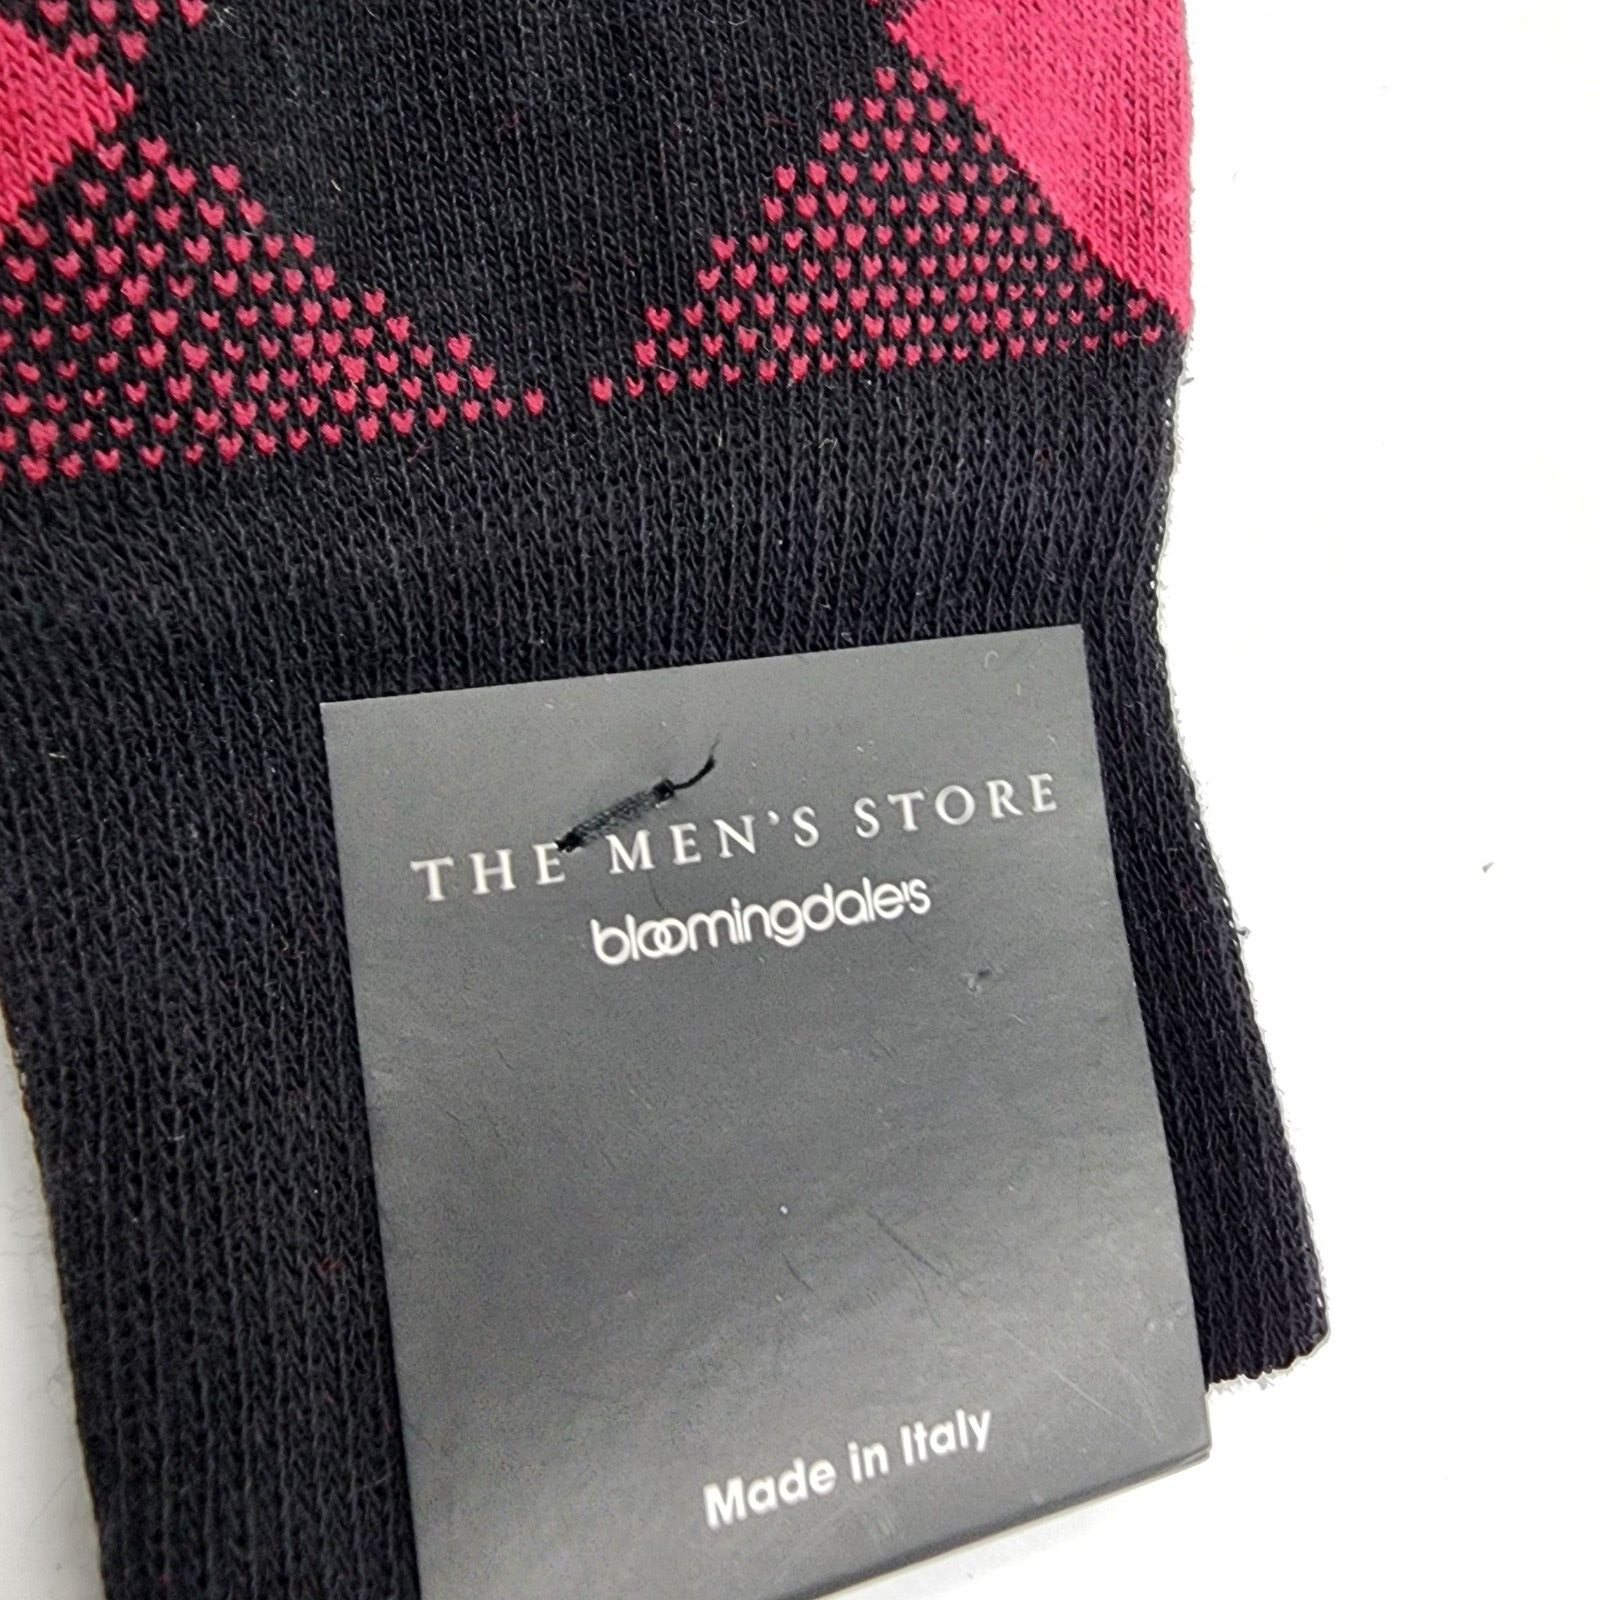 THE MEN'S STORE
bloomingdale's
Made in Italy